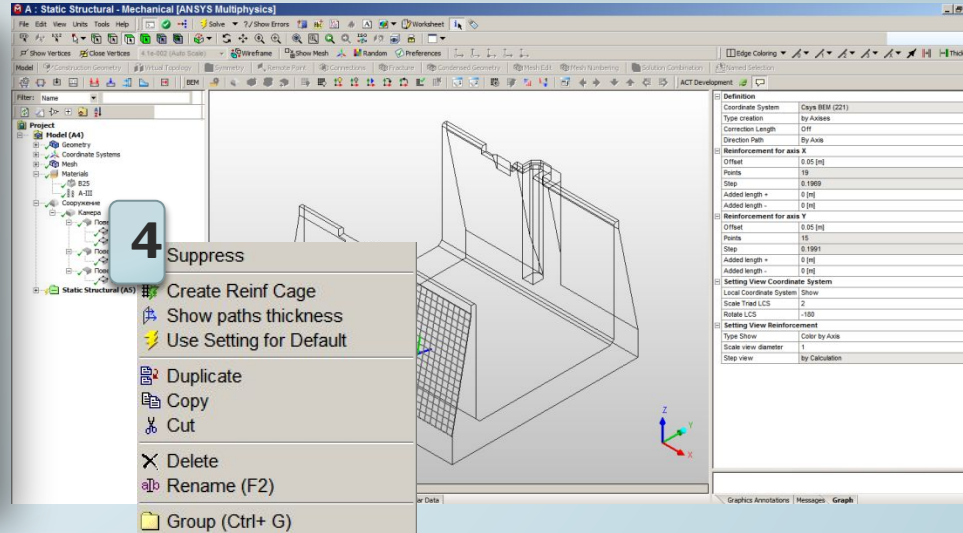 A : Static Structural - Mechanical [ANSYS Multiphysics]
File Edit View Units Tools Help Solve ?/Show Errors Worksheet
Show Vertices Close Vertices 4.1e-002 (Auto Scale) Wireframe Show Mesh Random Preferences Edge Coloring Thick
Model Construction Geometry Virtual Topology Geometry Remote Point Connections Fracture Condensed Geometry Mesh Edit Mesh Numbering Solution Combination Named Selection
BEM ACT Development
Filter: Name
Project
Model (A4)
Geometry
Coordinate Systems
Mesh
Materials
B25
A-III
Сооружение
Камера
Static Structural (A5)
4
Suppress
Create Reinf Cage
Show paths thickness
Use Setting for Default
Duplicate
Copy
Cut
Delete
Rename (F2)
Group (Ctrl+ G)
Z
Y
X
Definition
Coordinate System Csys BEM (221)
Type creation by Axises
Correction Length Off
Direction Path By Axis
Reinforcement for axis X
Offset 0.05 [m]
Points 19
Step 0.1969
Added length + 0 [m]
Added length - 0 [m]
Reinforcement for axis Y
Offset 0.05 [m]
Points 15
Step 0.1991
Added length + 0 [m]
Added length - 0 [m]
Setting View Coordinate System
Local Coordinate System Show
Scale Triad LCS 2
Rotate LCS -180
Setting View Reinforcement
Type Show Color by Axis
Scale view diameter 1
Step view by Calculation
ar Data
Graphics Annotations Messages Graph